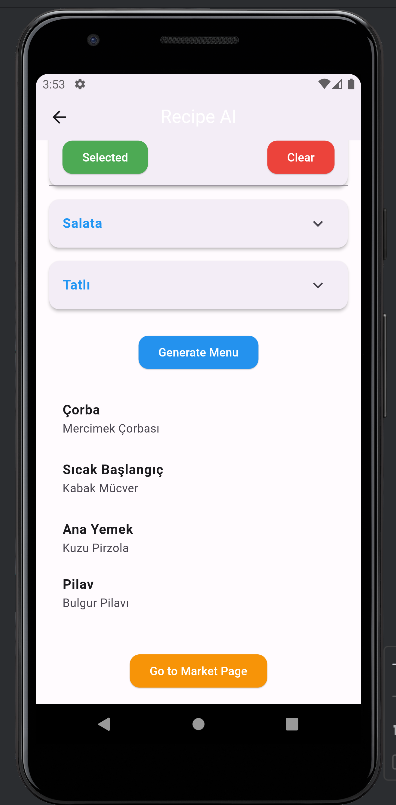 3:53
Recipe AI
Selected
Clear
Salata
Tatlı
Generate Menu
Çorba
Mercimek Çorbası
Sıcak Başlangıç
Kabak Mücver
Ana Yemek
Kuzu Pirzola
Pilav
Bulgur Pilavı
Go to Market Page